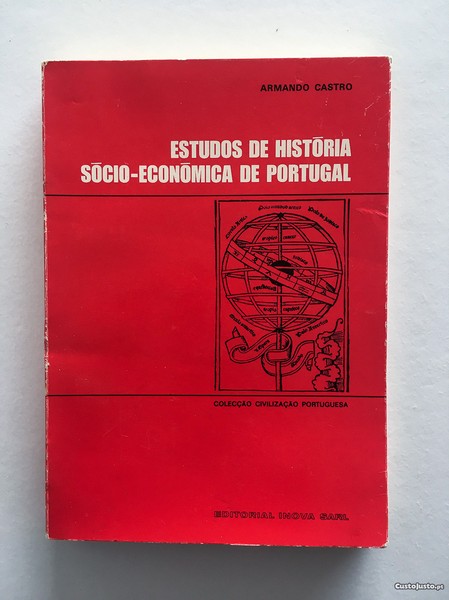 ARMANDO CASTRO
ESTUDOS DE HISTÓRIA
SÓCIO-ECONÓMICA DE PORTUGAL
COLECÇÃO CIVILIZAÇÃO PORTUGUESA
EDITORIAL INOVA SARL
CustoJusto.pt